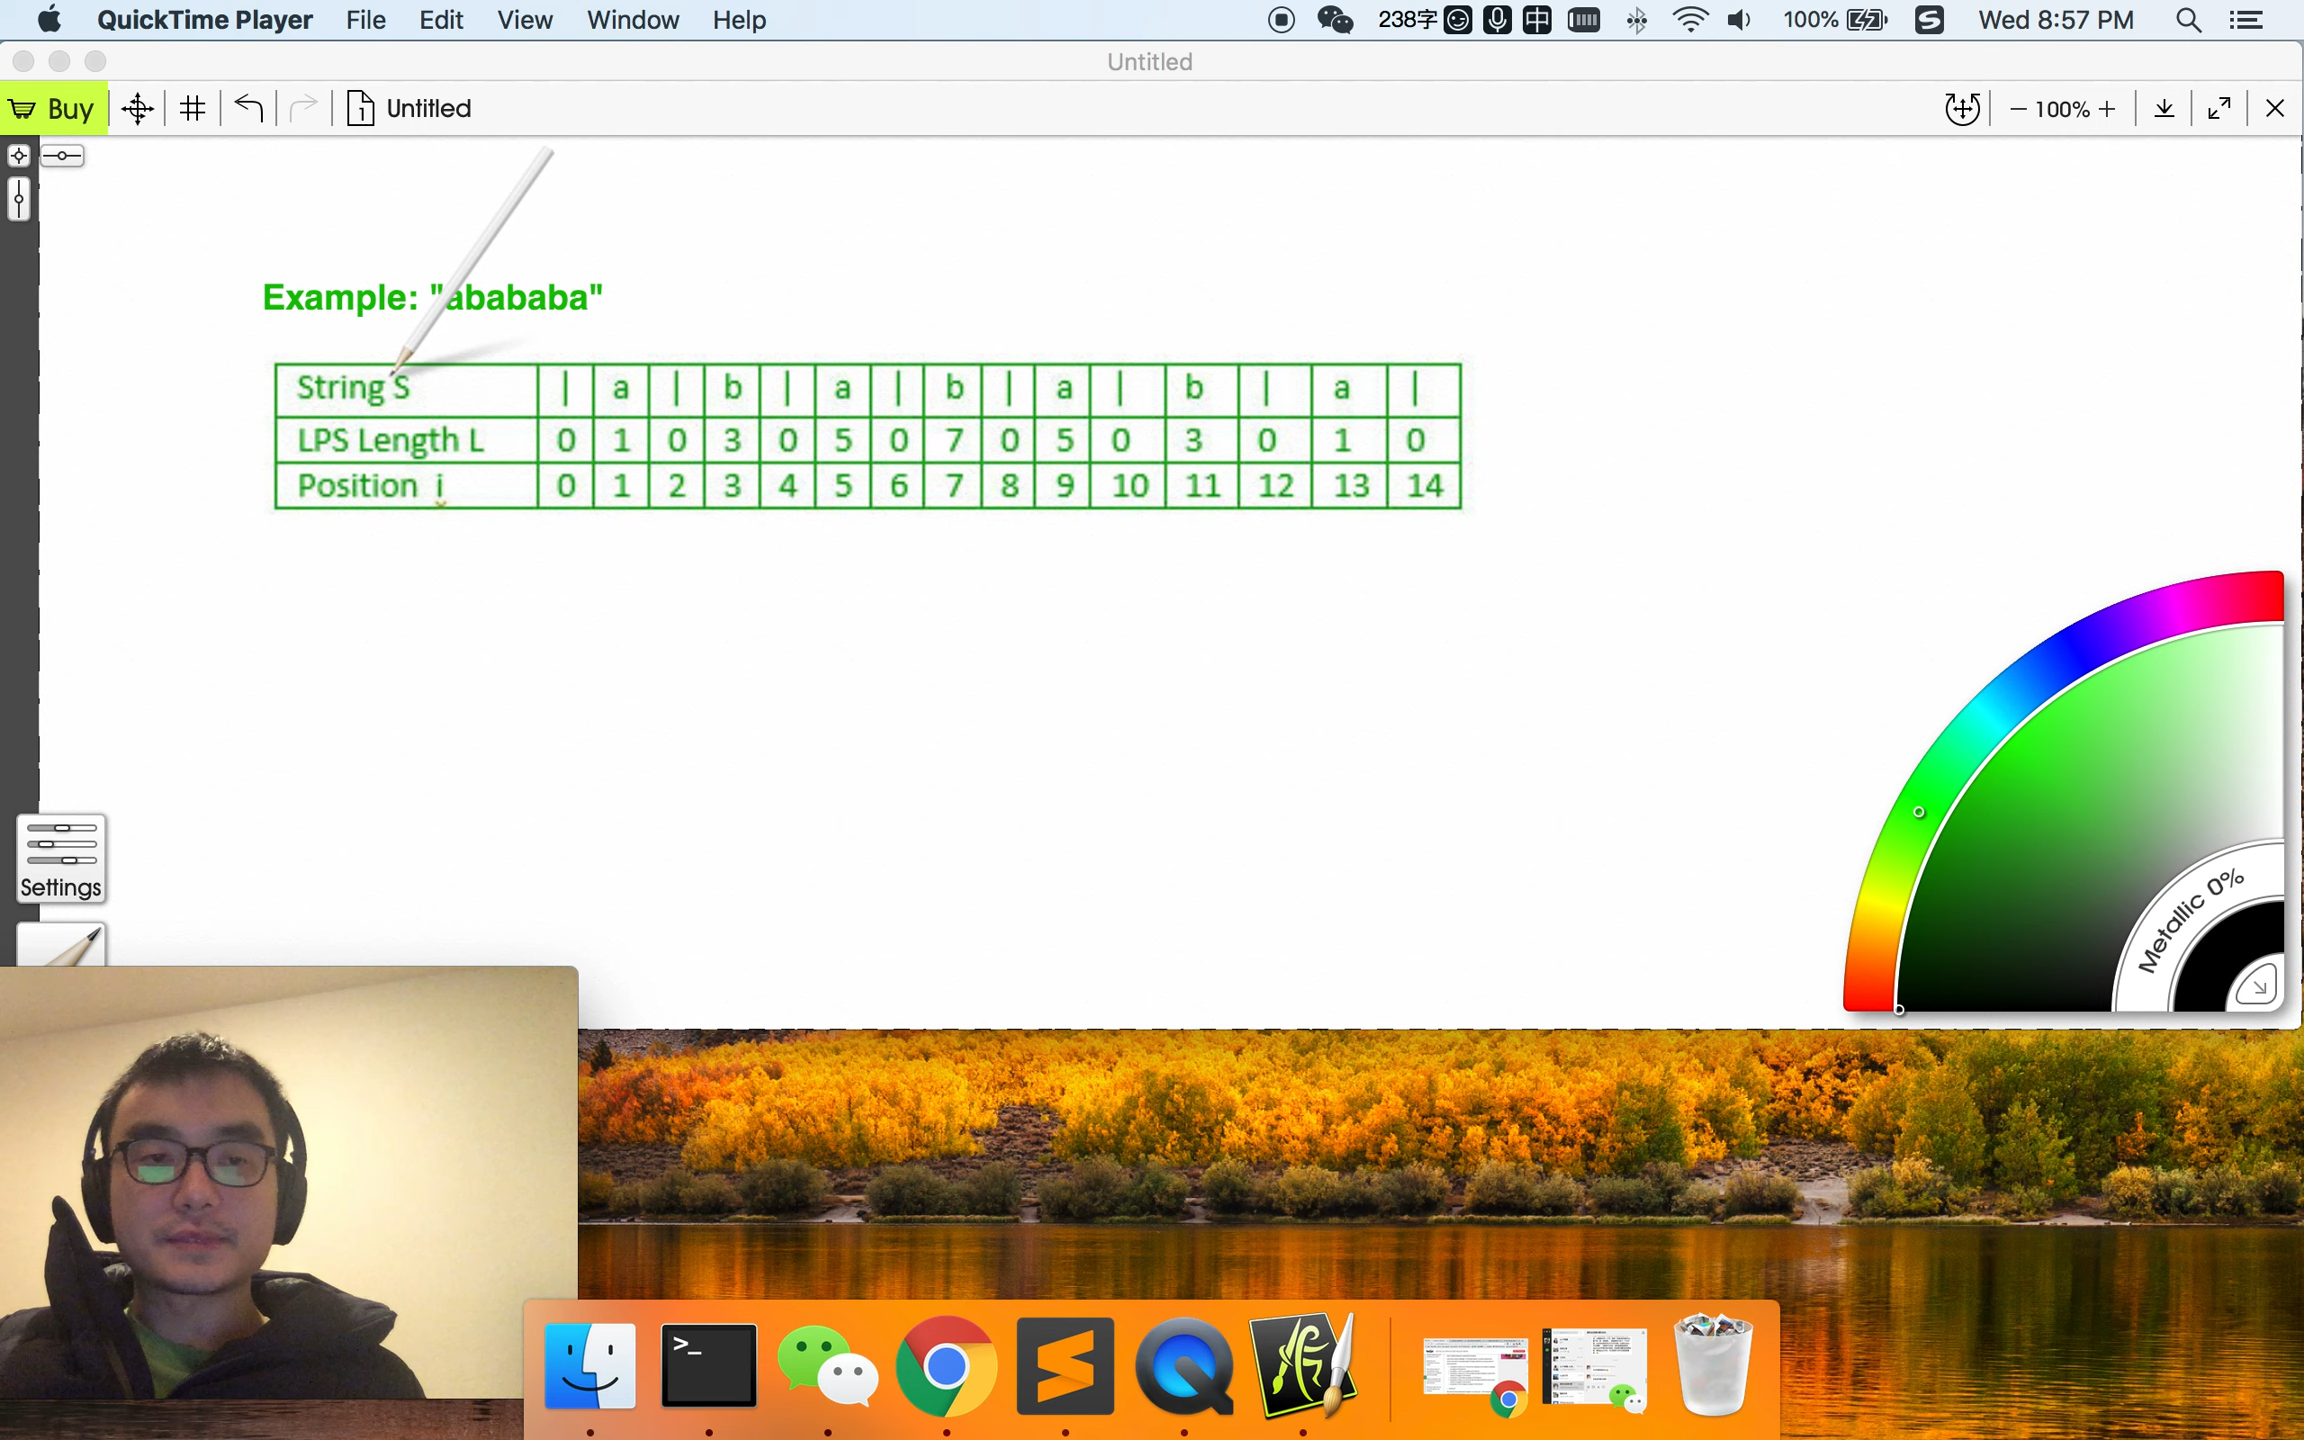 QuickTime Player File Edit View Window Help 238字 中 100% S Wed 8:57 PM
Untitled
Buy 1 Untitled 100%
Example: "abababa"
String S | a | b | a | b | a | b | a |
LPS Length L 0 1 0 3 0 5 0 7 0 5 0 3 0 1 0
Position i 0 1 2 3 4 5 6 7 8 9 10 11 12 13 14
Settings
Metallic 0%
>_